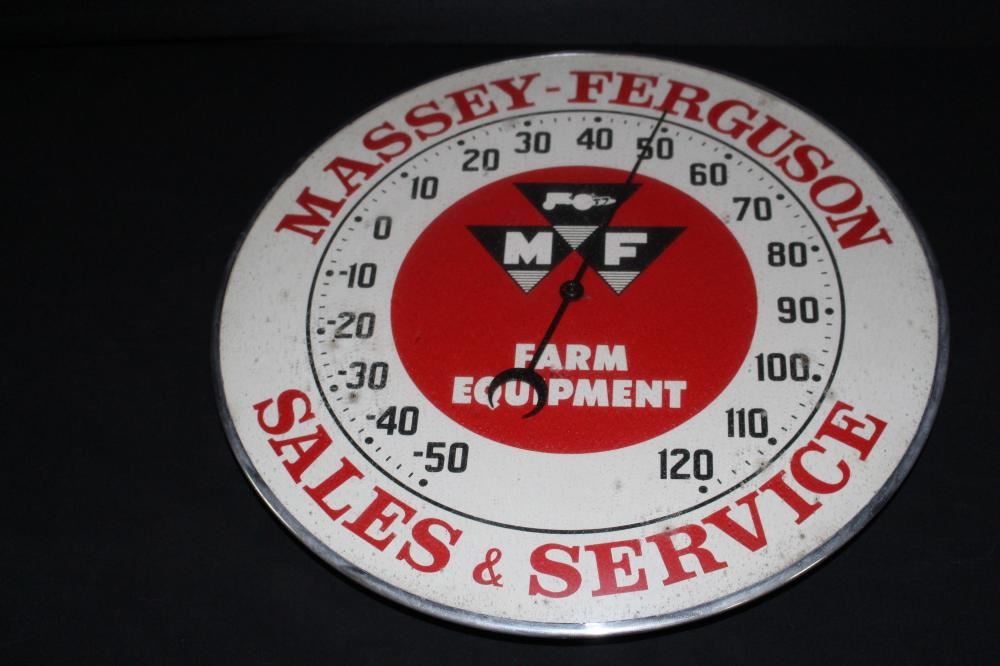 MASSEY-FERGUSON
-50 -40 -30 -20 -10 0 10 20 30 40 50 60 70 80 90 100 110 120
M F
FARM
EQUIPMENT
SALES & SERVICE